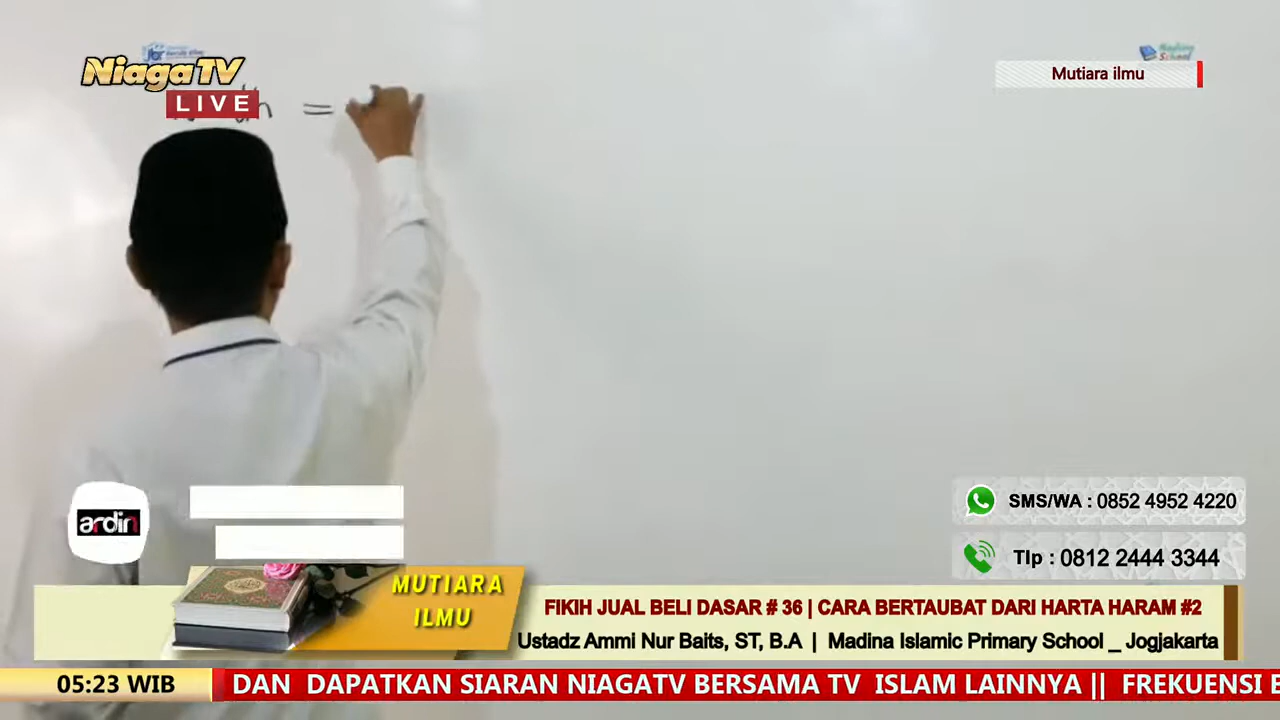 NiagaTV
LIVE
Mutiara ilmu
Madina
School
=
ardin
SMS/WA : 0852 4952 4220
Tlp : 0812 2444 3344
MUTIARA
ILMU
FIKIH JUAL BELI DASAR # 36 | CARA BERTAUBAT DARI HARTA HARAM #2
Ustadz Ammi Nur Baits, ST, B.A | Madina Islamic Primary School _ Jogjakarta
05:23 WIB
DAN DAPATKAN SIARAN NIAGATV BERSAMA TV ISLAM LAINNYA || FREKUENSI